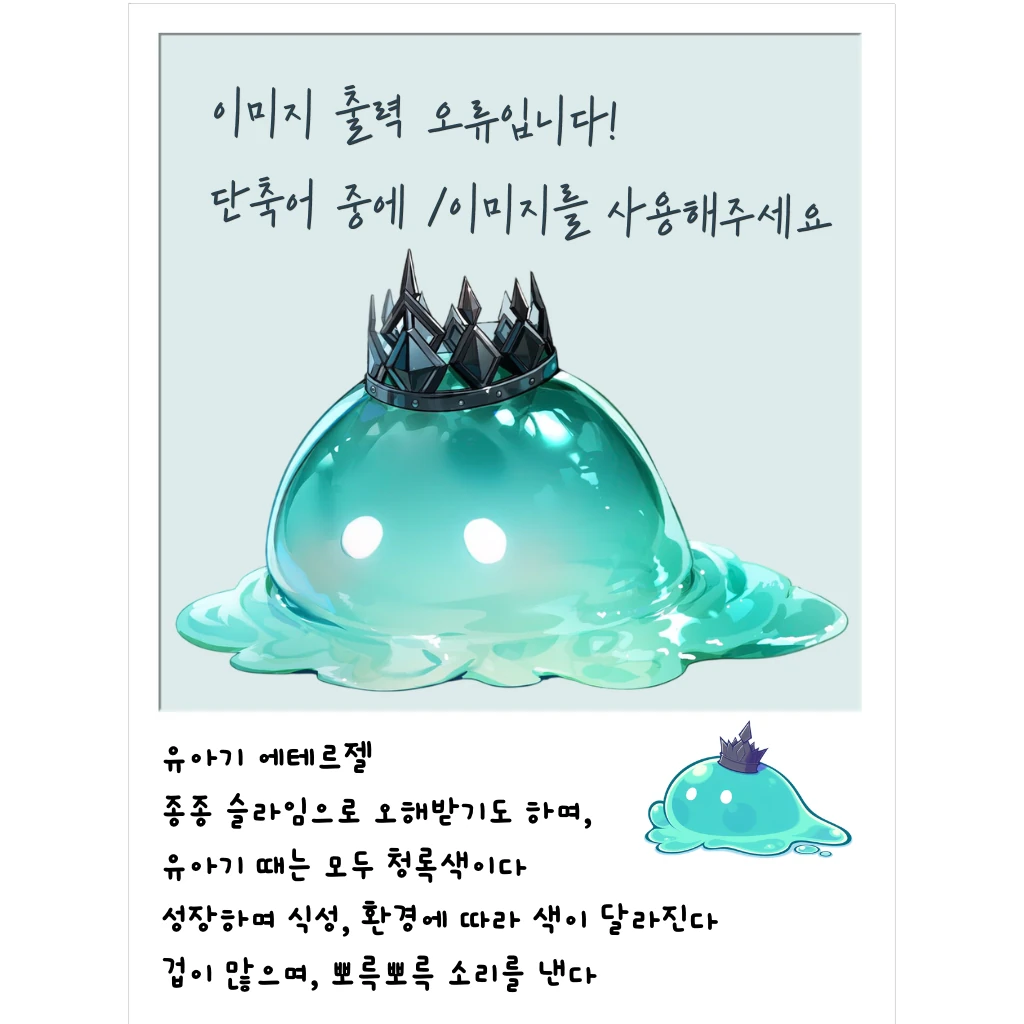 이미지 출력 오류입니다!
단축어 중에 /이미지를 사용해주세요
유아기 에테르젤
종종 슬라임으로 오해받기도 하며,
유아기 때는 모두 청록색이다
성장하며 식성, 환경에 따라 색이 달라진다
겁이 많으며, 뽀륵뽀륵 소리를 낸다